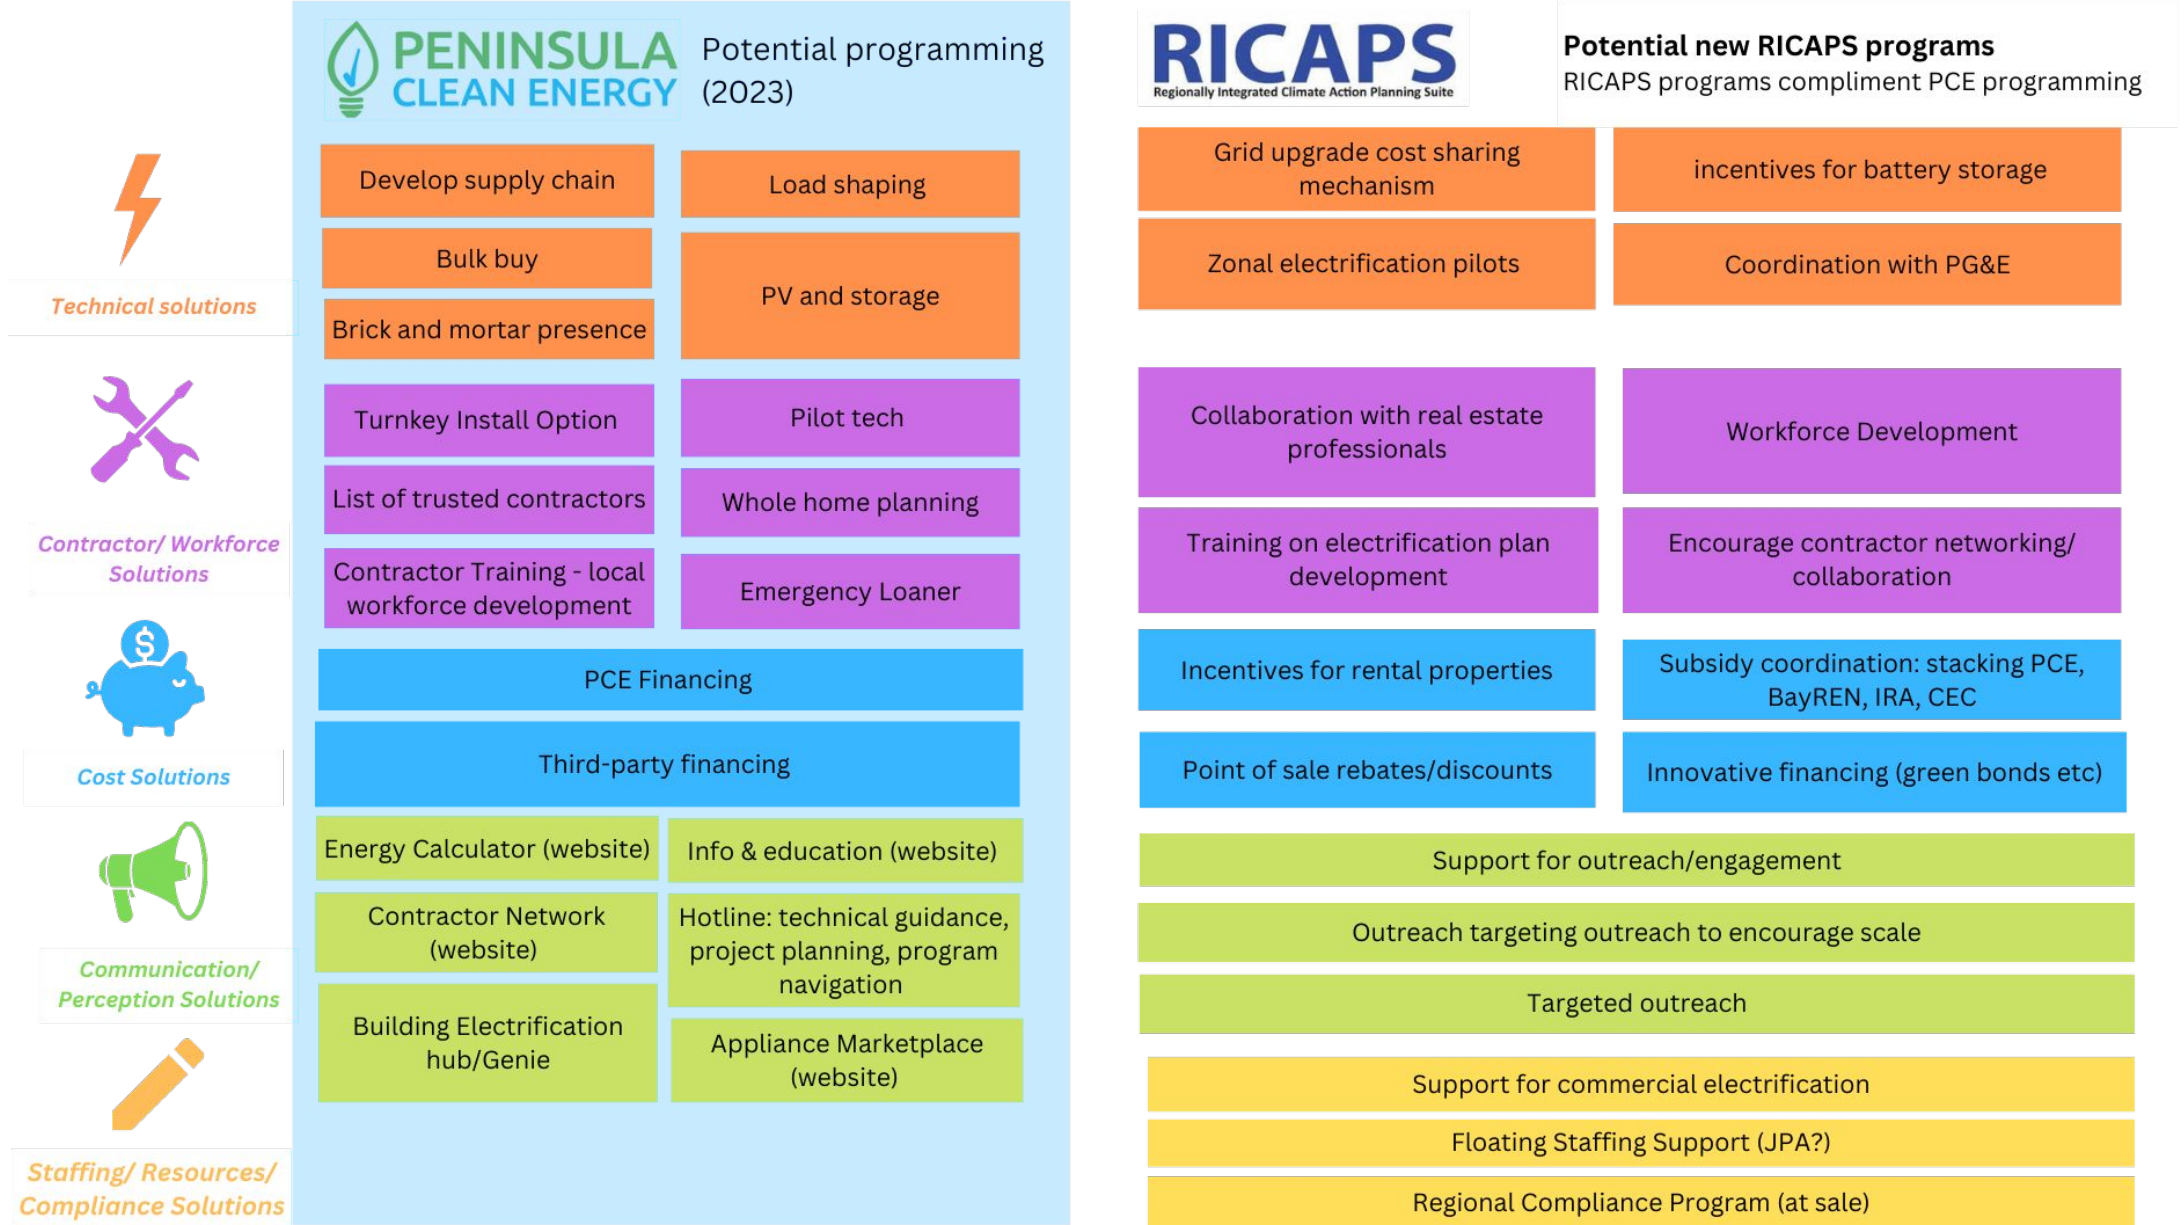 PENINSULA
CLEAN ENERGY
Potential programming
(2023)
RICAPS
Regionally Integrated Climate Action Planning Suite
Potential new RICAPS programs
RICAPS programs compliment PCE programming
Technical solutions
Develop supply chain
Load shaping
Bulk buy
PV and storage
Brick and mortar presence
Grid upgrade cost sharing
mechanism
incentives for battery storage
Zonal electrification pilots
Coordination with PG&E
Contractor/ Workforce
Solutions
Turnkey Install Option
Pilot tech
List of trusted contractors
Whole home planning
Contractor Training - local
workforce development
Emergency Loaner
Collaboration with real estate
professionals
Workforce Development
Training on electrification plan
development
Encourage contractor networking/
collaboration
$
Cost Solutions
PCE Financing
Third-party financing
Incentives for rental properties
Subsidy coordination: stacking PCE,
BayREN, IRA, CEC
Point of sale rebates/discounts
Innovative financing (green bonds etc)
Communication/
Perception Solutions
Energy Calculator (website)
Info & education (website)
Contractor Network
(website)
Hotline: technical guidance,
project planning, program
navigation
Building Electrification
hub/Genie
Appliance Marketplace
(website)
Support for outreach/engagement
Outreach targeting outreach to encourage scale
Targeted outreach
Staffing/ Resources/
Compliance Solutions
Support for commercial electrification
Floating Staffing Support (JPA?)
Regional Compliance Program (at sale)